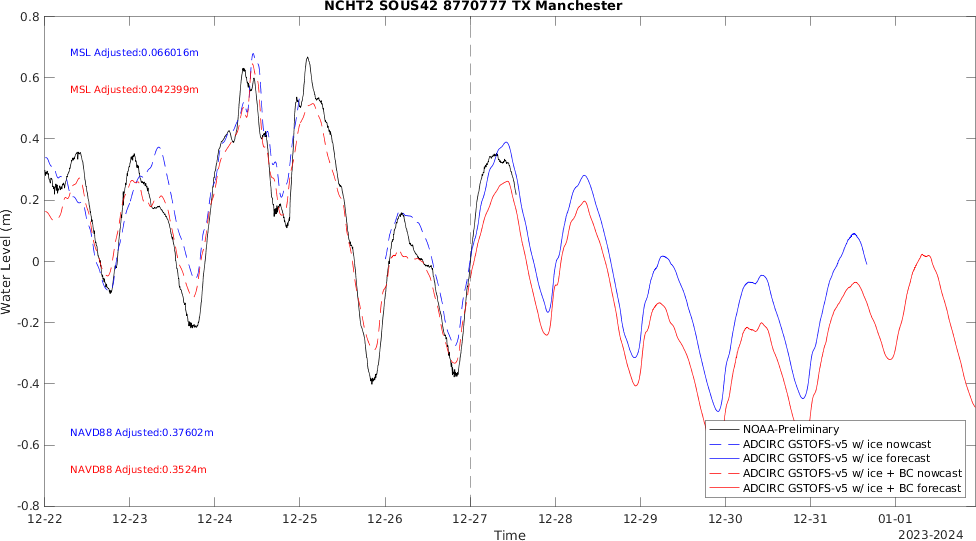 NCHT2 SOUS42 8770777 TX Manchester
0.8
0.6
0.4
0.2
0
-0.2
-0.4
-0.6
-0.8
Water Level (m)
MSL Adjusted:0.066016m
MSL Adjusted:0.042399m
NAVD88 Adjusted:0.37602m
NAVD88 Adjusted:0.3524m
NOAA-Preliminary
ADCIRC GSTOFS-v5 w/ ice nowcast
ADCIRC GSTOFS-v5 w/ ice forecast
ADCIRC GSTOFS-v5 w/ ice + BC nowcast
ADCIRC GSTOFS-v5 w/ ice + BC forecast
12-22 12-23 12-24 12-25 12-26 12-27 12-28 12-29 12-30 12-31 01-01
Time
2023-2024